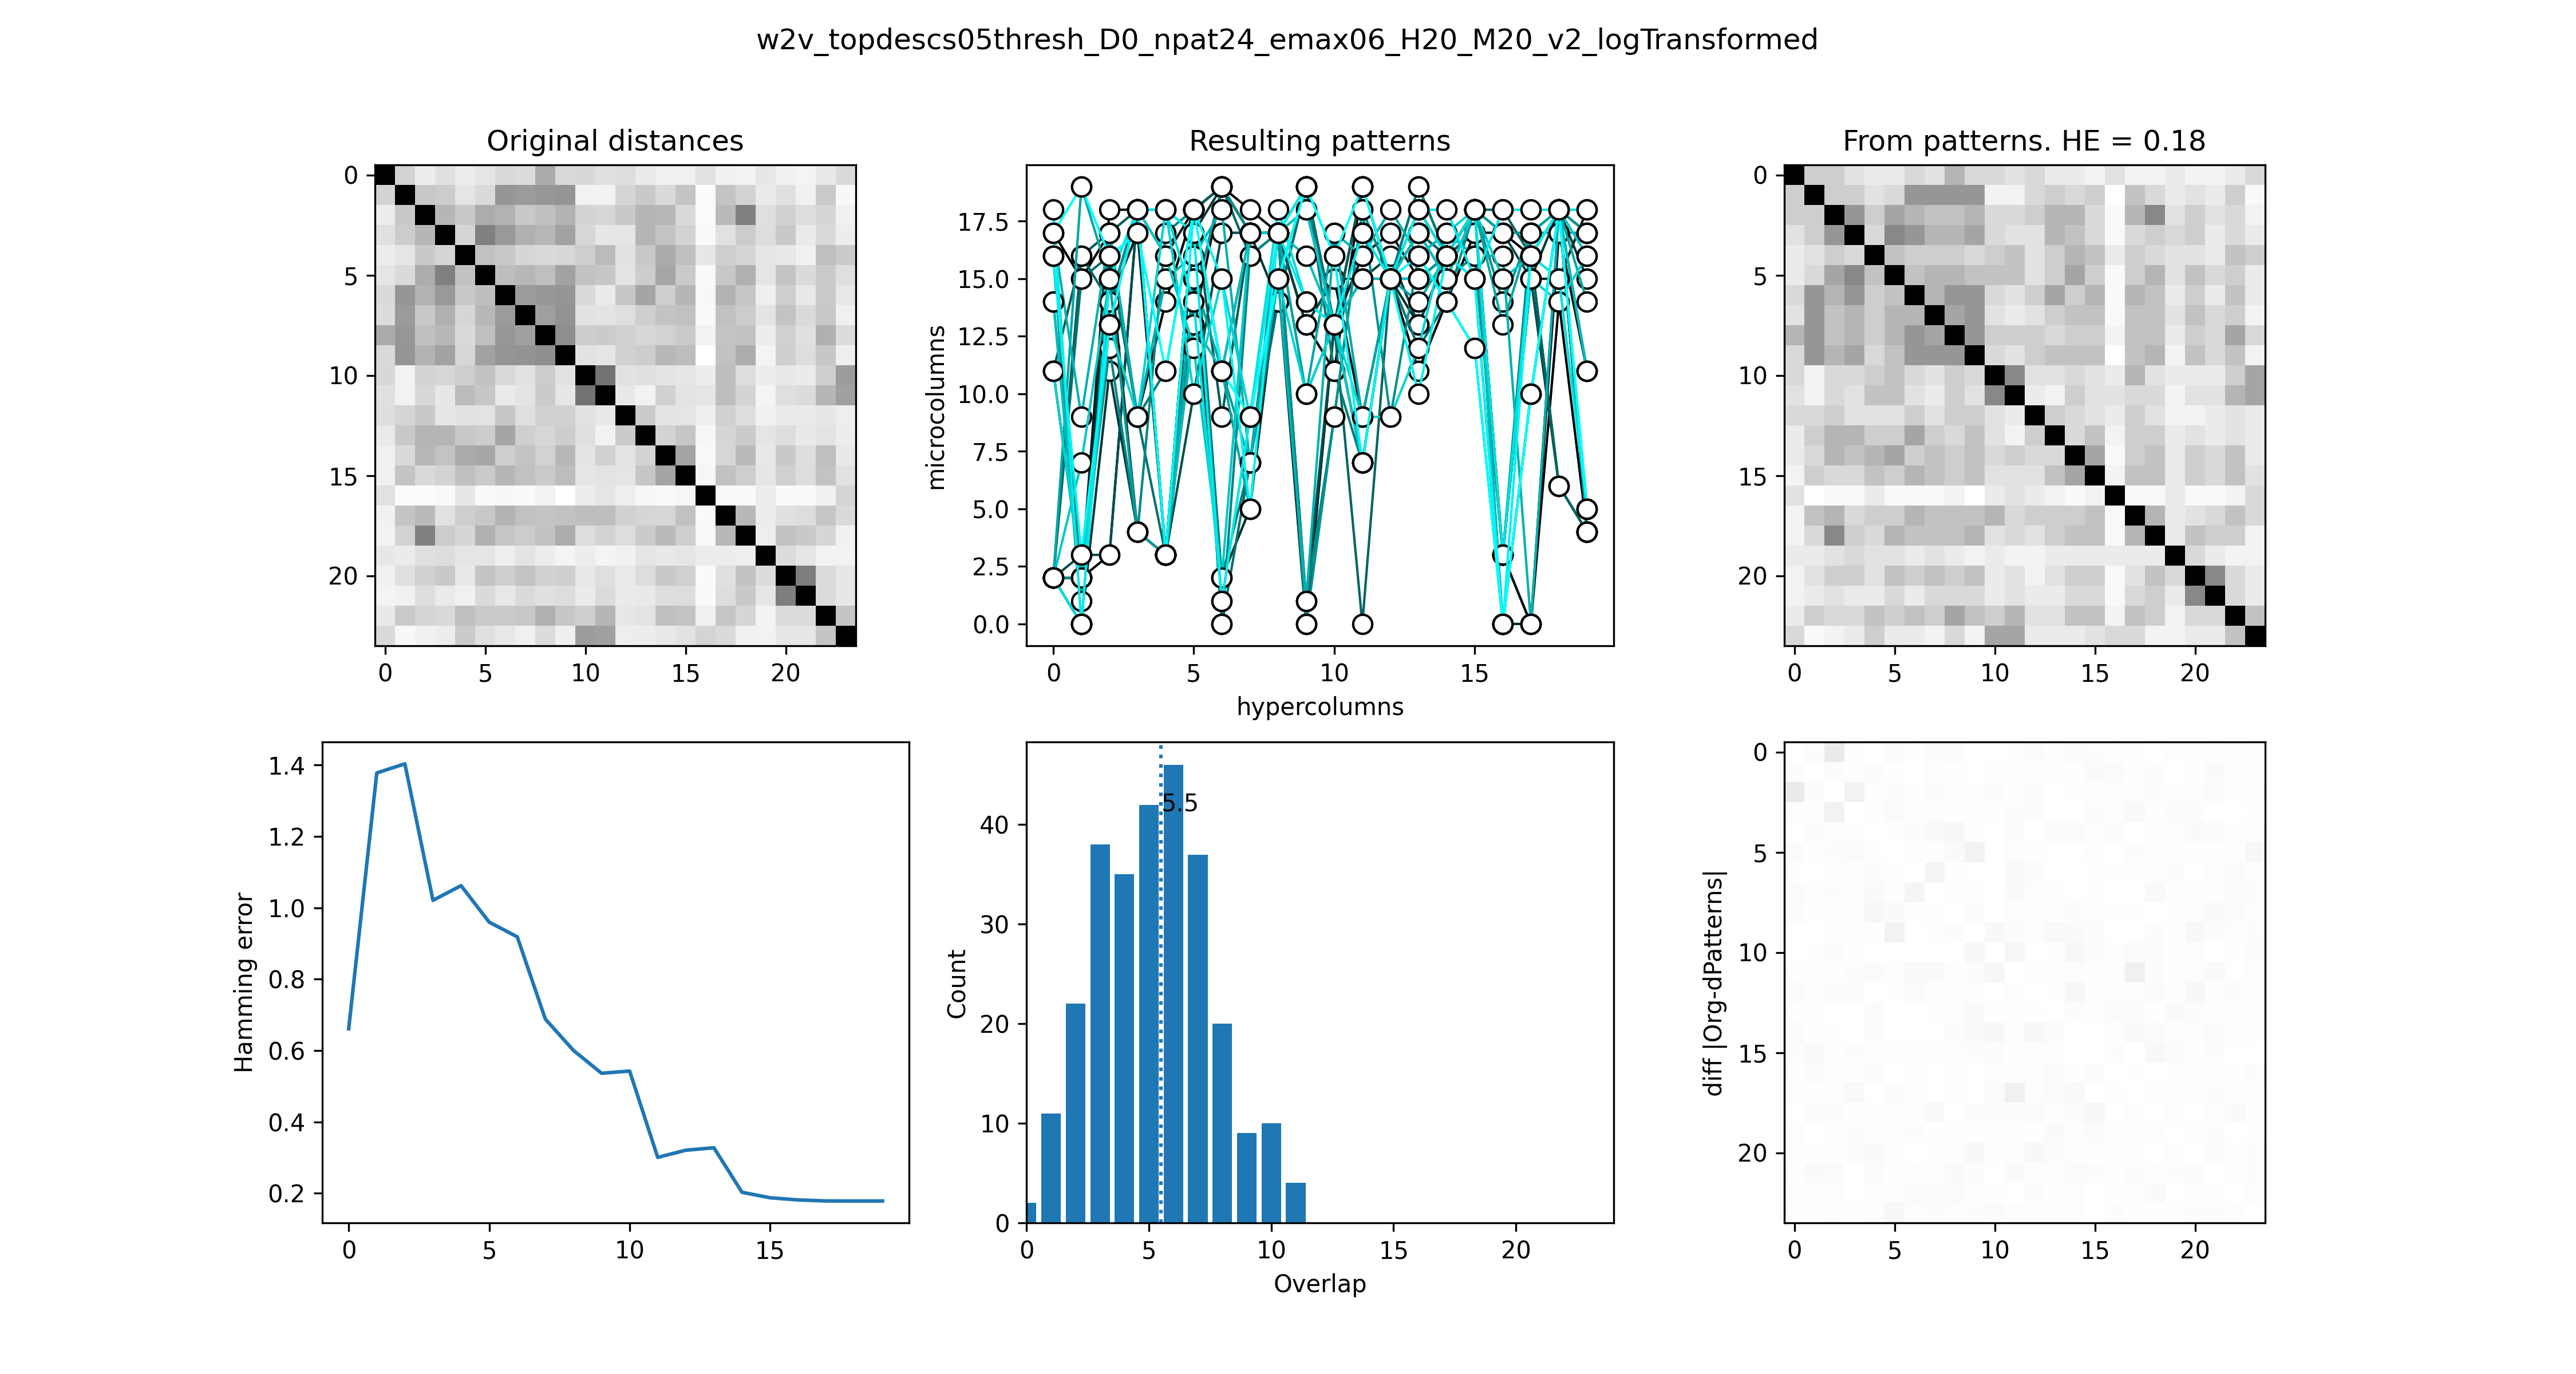 w2v_topdescs05thresh_D0_npat24_emax06_H20_M20_v2_logTransformed
Original distances
0
5
10
15
20
0 5 10 15 20
Resulting patterns
microcolumns
17.5
15.0
12.5
10.0
7.5
5.0
2.5
0.0
0 5 10 15
hypercolumns
From patterns. HE = 0.18
0
5
10
15
20
0 5 10 15 20
Hamming error
1.4
1.2
1.0
0.8
0.6
0.4
0.2
0 5 10 15
Count
40
30
20
10
0
5.5
0 5 10 15 20
Overlap
diff |Org-dPatterns|
0
5
10
15
20
0 5 10 15 20